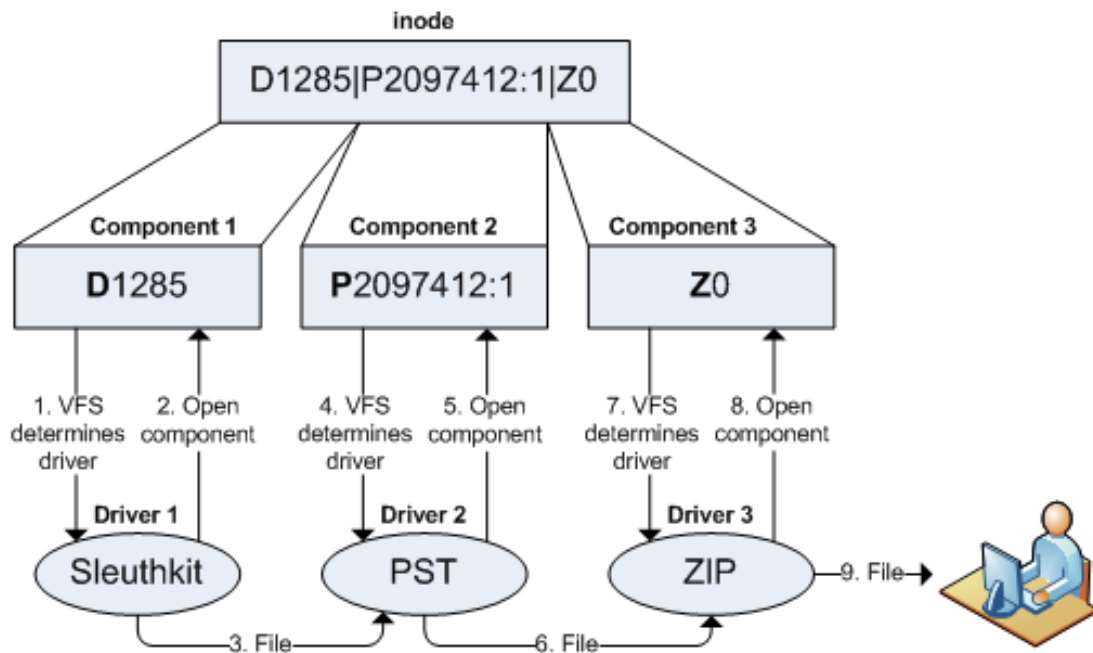 inode
D1285|P2097412:1|Z0
Component 1
Component 2
Component 3
D1285
P2097412:1
Z0
1. VFS
determines
driver
2. Open
component
4. VFS
determines
driver
5. Open
component
7. VFS
determines
driver
8. Open
component
Driver 1
Driver 2
Driver 3
Sleuthkit
PST
ZIP
9. File
3. File
6. File